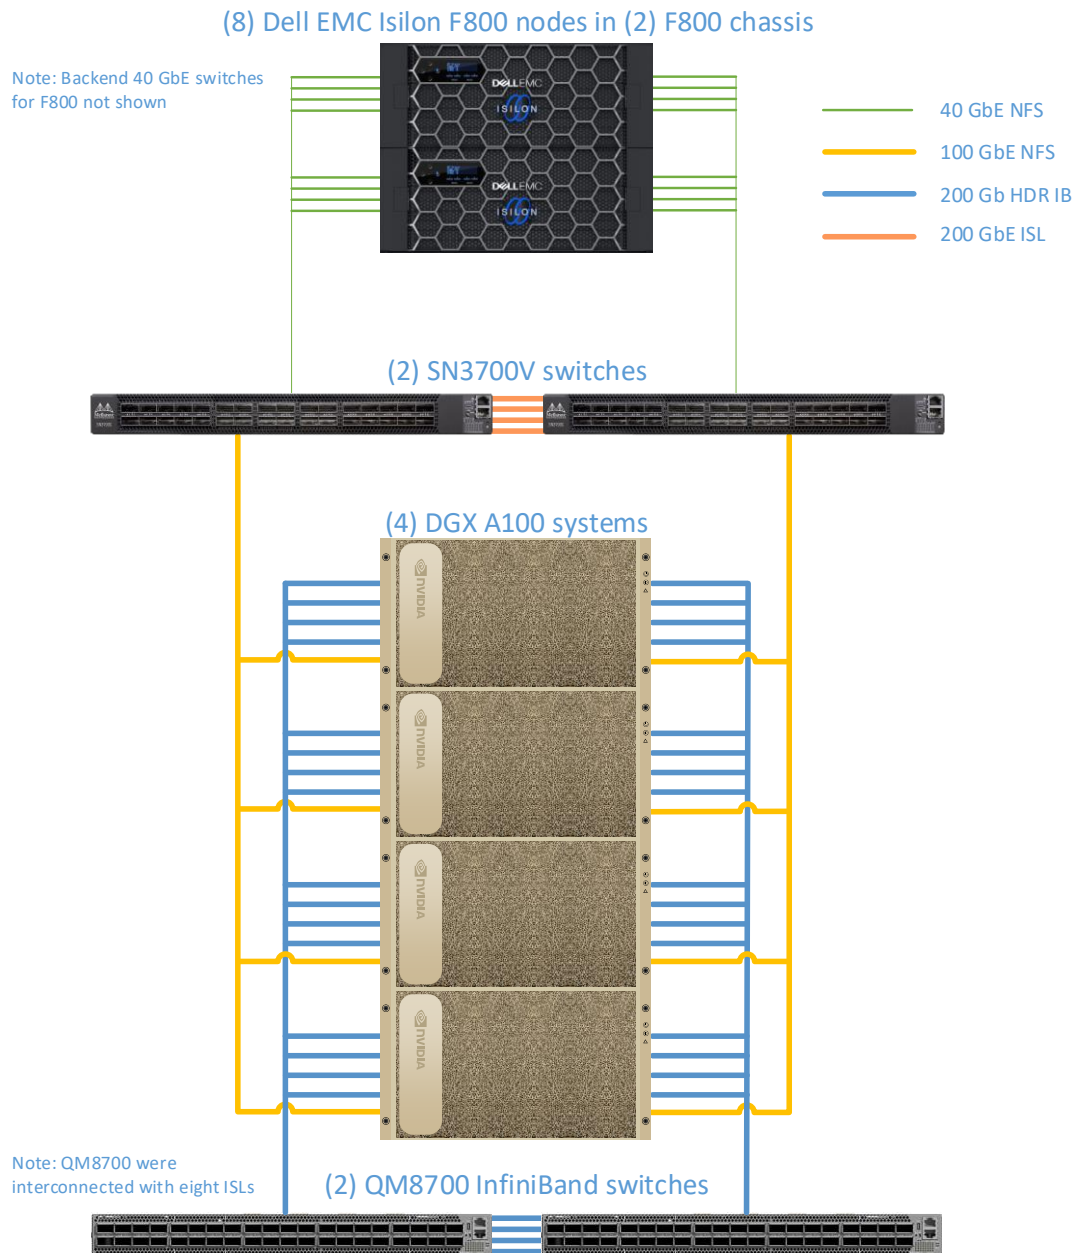 (8) Dell EMC Isilon F800 nodes in (2) F800 chassis
Note: Backend 40 GbE switches
for F800 not shown
DELLEMC
ISILON
DELLEMC
ISILON
40 GbE NFS
100 GbE NFS
200 Gb HDR IB
200 GbE ISL
(2) SN3700V switches
Mellanox
Mellanox
(4) DGX A100 systems
NVIDIA
NVIDIA
NVIDIA
NVIDIA
Note: QM8700 were
interconnected with eight ISLs
(2) QM8700 InfiniBand switches